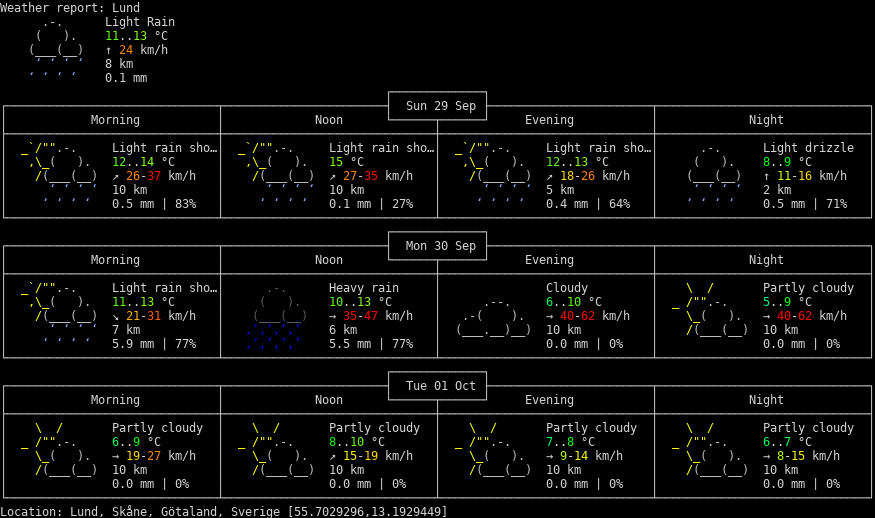 Weather report: Lund
Light Rain
11..13 °C
↑ 24 km/h
8 km
0.1 mm
Sun 29 Sep
Morning Noon Evening Night
Light rain sho… Light rain sho… Light rain sho… Light drizzle
12..14 °C 15 °C 12..13 °C 8..9 °C
↗ 26-37 km/h ↗ 27-35 km/h ↗ 18-26 km/h ↑ 11-16 km/h
10 km 10 km 5 km 2 km
0.5 mm | 83% 0.1 mm | 27% 0.4 mm | 64% 0.5 mm | 71%
Mon 30 Sep
Morning Noon Evening Night
Light rain sho… Heavy rain Cloudy Partly cloudy
11..13 °C 10..13 °C 6..10 °C 5..9 °C
↘ 21-31 km/h → 35-47 km/h → 40-62 km/h → 40-62 km/h
7 km 6 km 10 km 10 km
5.9 mm | 77% 5.5 mm | 77% 0.0 mm | 0% 0.0 mm | 0%
Tue 01 Oct
Morning Noon Evening Night
Partly cloudy Partly cloudy Partly cloudy Partly cloudy
6..9 °C 8..10 °C 7..8 °C 6..7 °C
→ 19-27 km/h ↗ 15-19 km/h → 9-14 km/h → 8-15 km/h
10 km 10 km 10 km 10 km
0.0 mm | 0% 0.0 mm | 0% 0.0 mm | 0% 0.0 mm | 0%
Location: Lund, Skåne, Götaland, Sverige [55.7029296,13.1929449]